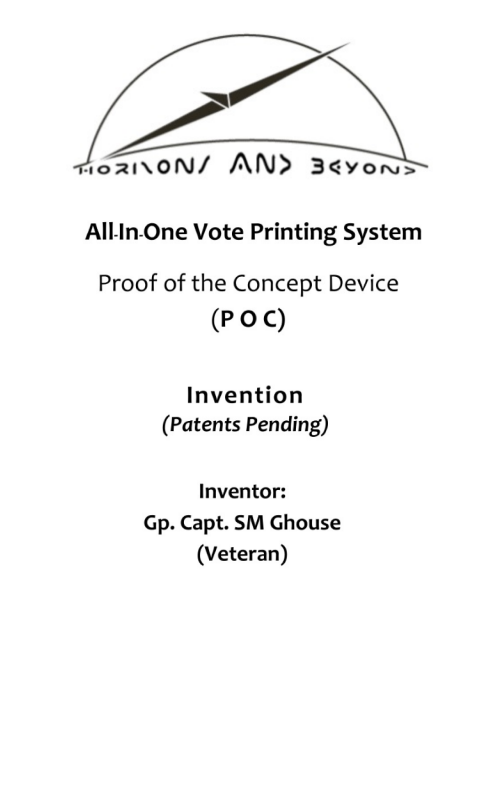 HORIZONS AND BEYOND
All-In-One Vote Printing System
Proof of the Concept Device
(P O C)
Invention
(Patents Pending)
Inventor:
Gp. Capt. SM Ghouse
(Veteran)